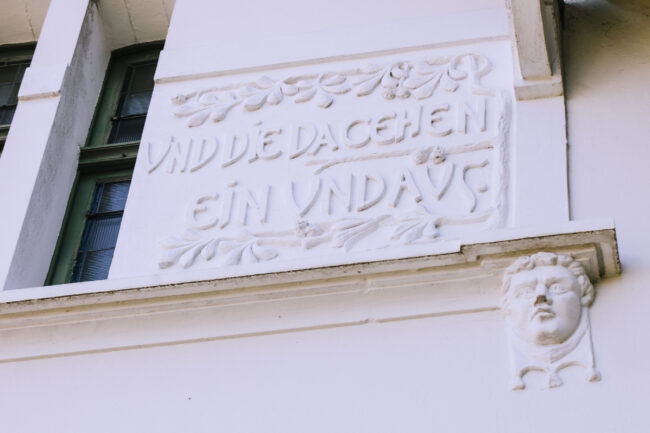 VND DIE DA GEHEN
EIN VND AVS